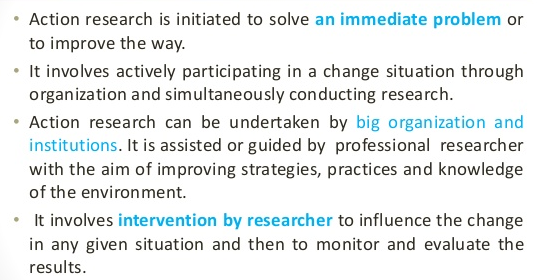 • Action research is initiated to solve an immediate problem or
to improve the way.
• It involves actively participating in a change situation through
organization and simultaneously conducting research.
• Action research can be undertaken by big organization and
institutions. It is assisted or guided by professional researcher
with the aim of improving strategies, practices and knowledge
of the environment.
• It involves intervention by researcher to influence the change
in any given situation and then to monitor and evaluate the
results.